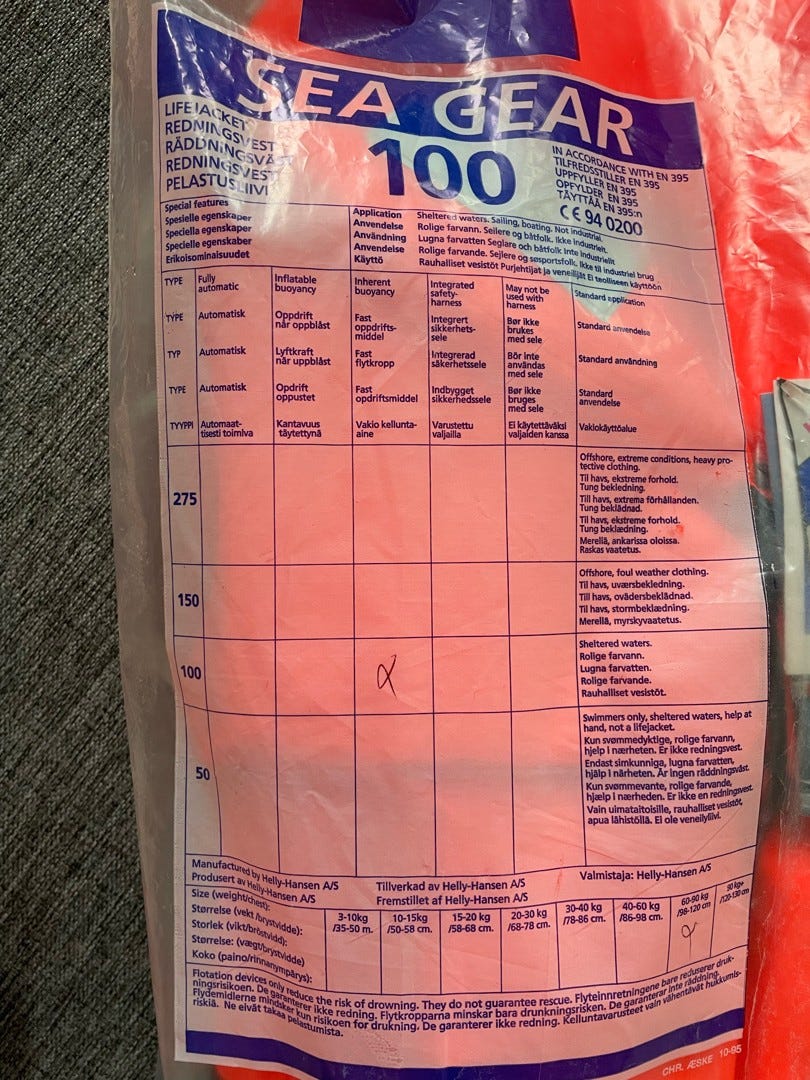 SEA GEAR
100
LIFEJACKET
REDNINGSVEST
RÄDDNINGSVÄST
REDNINGSVEST
PELASTUSLIIVI
IN ACCORDANCE WITH EN 395
TILFREDSSTILLER EN 395
UPPFYLLER EN 395
OPFYLDER EN 395
TÄYTTÄÄ EN 395:n
CE 94 0200
Special features
Spesielle egenskaper
Speciella egenskaper
Specielle egenskaber
Erikoisominaisuudet
Application Sheltered waters. Sailing, boating. Not industrial.
Anvendelse Rolige farvann. Seilere og båtfolk. Ikke industrielt.
Användning Lugna farvatten Seglare och båtfolk Inte industriellt
Anvendelse Rolige farvande. Sejlere og søsportsfolk. Ikke til industriel brug
Käyttö Rauhalliset vesistöt Purjehtijat ja veneilijät Ei teolliseen käyttöön
TYPE
Fully
automatic
Inflatable
buoyancy
Inherent
buoyancy
Integrated
safety-
harness
May not be
used with
harness
Standard application
TYPE
Automatisk
Oppdrift
når oppblåst
Fast
oppdrifts-
middel
Integrert
sikkerhets-
sele
Bør ikke
brukes
med sele
Standard anvendelse
TYP
Automatisk
Lyftkraft
när uppblåst
Fast
flytkropp
Integrerad
säkerhetssele
Bör inte
användas
med sele
Standard användning
TYPE
Automatisk
Opdrift
oppustet
Fast
opdriftsmiddel
Indbygget
sikkerhedssele
Bør ikke
bruges
med sele
Standard
anvendelse
TYYPPI
Automaat-
tisesti toimiva
Kantavuus
täytettynä
Vakio kellunta-
aine
Varustettu
valjailla
Ei käytettäväksi
valjaiden kanssa
Vakiokäyttöalue
275
Offshore, extreme conditions, heavy pro-
tective clothing.
Til havs, ekstreme forhold.
Tung bekledning.
Till havs, extrema förhållanden.
Tung beklädnad.
Til havs, ekstreme forhold.
Tung beklædning.
Merellä, ankarissa oloissa.
Raskas vaatetus.
150
Offshore, foul weather clothing.
Til havs, uværsbekledning.
Till havs, ovädersbeklädnad.
Til havs, stormbeklædning.
Merellä, myrskyvaatetus.
100
Sheltered waters.
Rolige farvann.
Lugna farvatten.
Rolige farvande.
Rauhalliset vesistöt.
50
Swimmers only, sheltered waters, help at
hand, not a lifejacket.
Kun svømmedyktige, rolige farvann,
hjelp i nærheten. Er ikke redningsvest.
Endast simkunniga, lugna farvatten,
hjälp i närheten. Är ingen räddningsväst.
Kun svømmevante, rolige farvande,
hjælp i nærheden. Er ikke en redningsvest.
Vain uimataitoisille, rauhalliset vesistöt,
apua lähistöllä. Ei ole veneilyliivi.
Manufactured by Helly-Hansen A/S
Produsert av Helly-Hansen A/S
Tillverkad av Helly-Hansen A/S
Fremstillet af Helly-Hansen A/S
Valmistaja: Helly-Hansen A/S
Size (weight/chest):
Størrelse (vekt/brystvidde):
Storlek (vikt/bröstvidd):
Størrelse: (vægt/brystvidde)
Koko (paino/rinnanympärys):
3-10kg
/35-50 m.
10-15kg
/50-58 cm.
15-20 kg
/58-68 cm.
20-30 kg
/68-78 cm.
30-40 kg
/78-86 cm.
40-60 kg
/86-98 cm.
60-90 kg
/98-120 cm
90 kg+
/120-130 cm
Flotation devices only reduce the risk of drowning. They do not guarantee rescue. Flyteinnretningene bare reduserer druk-
ningsrisikoen. De garanterer ikke redning. Flytkropparna minskar bara drunkningsrisken. De garanterar inte räddning.
Flydemidlerne mindsker kun risikoen for drukning. De garanterer ikke redning. Kelluntavarusteet vain vähentävät hukkumis-
riskiä. Ne eivät takaa pelastumista.
CHR. ÆSKE 10-95